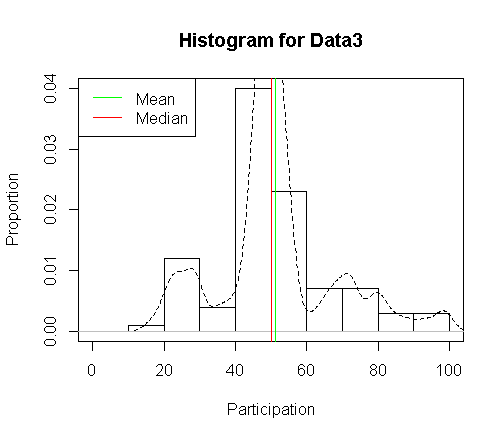 Histogram for Data3
0.04
0.03
0.02
0.01
0.00
Proportion
Mean
Median
0 20 40 60 80 100
Participation